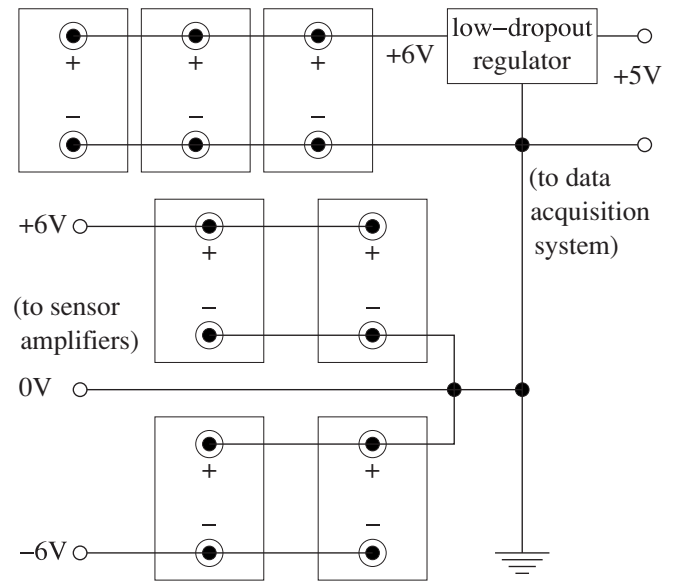 low−dropout
regulator
+6V
+5V
+ + +
− − −
(to data
acquisition
system)
+6V
+ +
(to sensor
amplifiers)
− −
0V
+ +
− −
−6V